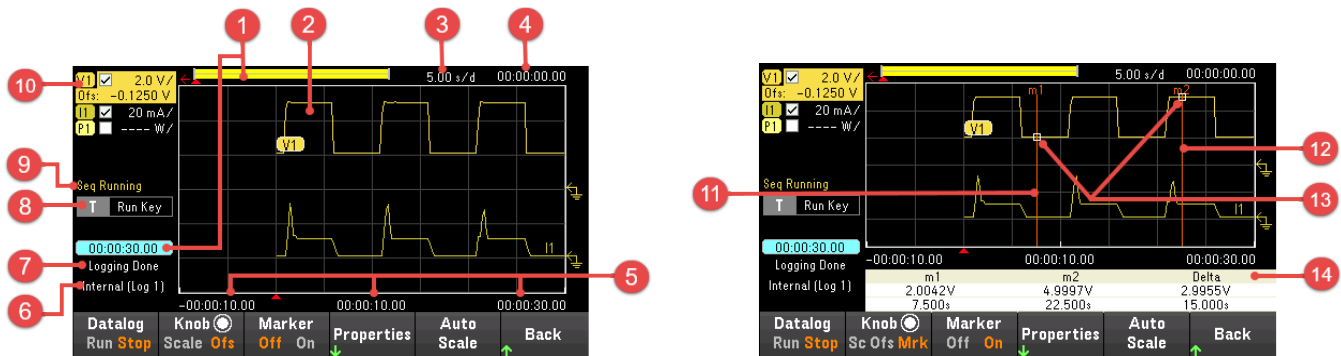 1
2
3
4
10
V1 2.0 V/ 5.00 s/d 00:00:00.00
Ofs: -0.1250 V
I1 20 mA/
P1 ---- W/
V1
9
Seq Running
8
T Run Key
I1
00:00:30.00
7
Logging Done
5
6
Internal (Log 1)
-00:00:10.00 00:00:10.00 00:00:30.00
Datalog Knob Marker Properties Auto Back
Run Stop Scale Ofs Off On Scale
V1 2.0 V/ 5.00 s/d 00:00:00.00
Ofs: -0.1250 V m1 m2
I1 20 mA/
P1 ---- W/
V1
12
Seq Running
11
13
T Run Key
I1
00:00:30.00
-00:00:10.00 00:00:10.00 00:00:30.00
Logging Done
m1 m2 Delta
14
Internal (Log 1)
2.0042V 4.9997V 2.9955V
7.500s 22.500s 15.000s
Datalog Knob Marker Properties Auto Back
Run Stop Sc Ofs Mrk Off On Scale